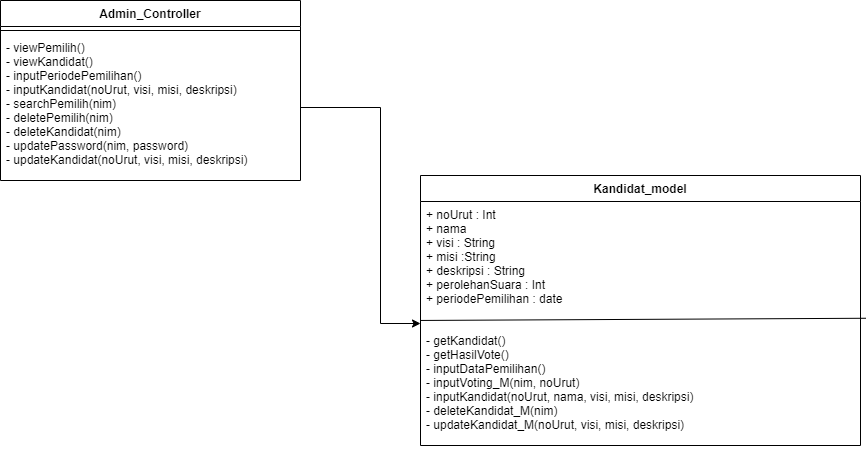 Admin_Controller
- viewPemilih()
- viewKandidat()
- inputPeriodePemilihan()
- inputKandidat(noUrut, visi, misi, deskripsi)
- searchPemilih(nim)
- deletePemilih(nim)
- deleteKandidat(nim)
- updatePassword(nim, password)
- updateKandidat(noUrut, visi, misi, deskripsi)
Kandidat_model
+ noUrut : Int
+ nama
+ visi : String
+ misi :String
+ deskripsi : String
+ perolehanSuara : Int
+ periodePemilihan : date
- getKandidat()
- getHasilVote()
- inputDataPemilihan()
- inputVoting_M(nim, noUrut)
- inputKandidat(noUrut, nama, visi, misi, deskripsi)
- deleteKandidat_M(nim)
- updateKandidat_M(noUrut, visi, misi, deskripsi)